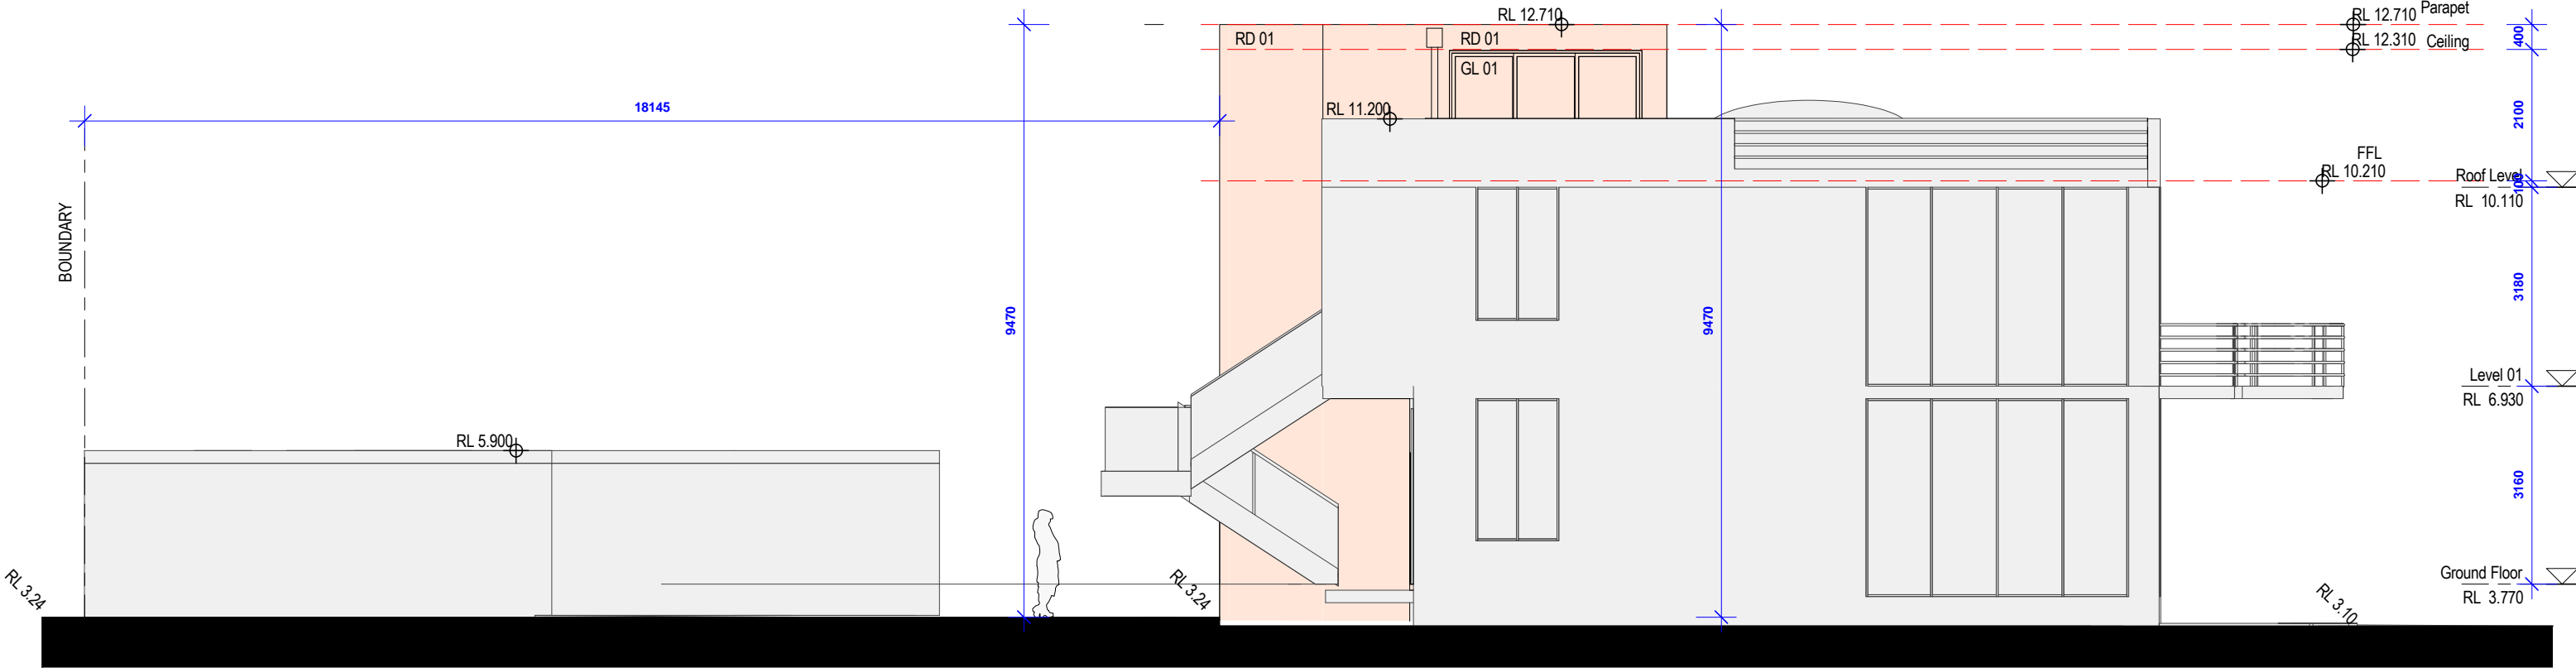 RL 12.710
RL 12.710 Parapet
RD 01
RD 01
RL 12.310 Ceiling
400
GL 01
18145
RL 11.200
2100
FFL
RL 10.210
Roof Level
100
RL 10.110
BOUNDARY
9470
9470
3180
Level 01
RL 6.930
RL 5.900
3160
RL 3.24
RL 3.24
Ground Floor
RL 3.770
RL 3.10